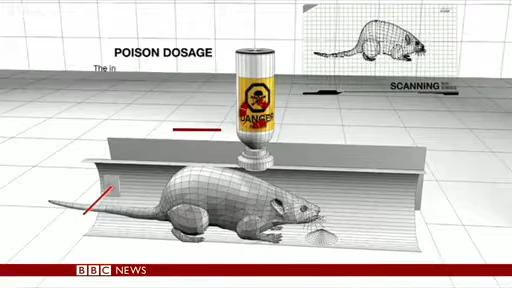 POISON DOSAGE
The in
SCANNING
DANGER
BBC NEWS